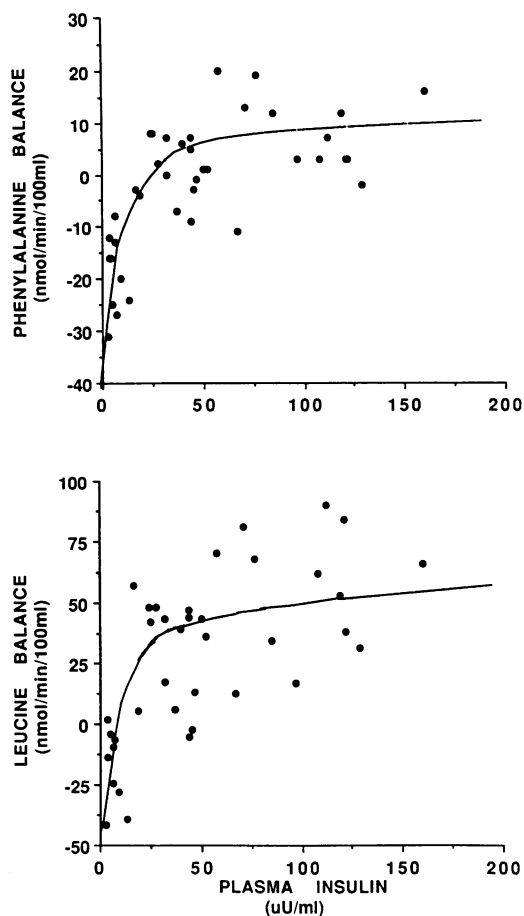 30
20
10
0
-10
-20
-30
-40
PHENYLALANINE BALANCE
(nmol/min/100ml)
0 50 100 150 200
100
75
50
25
0
-25
-50
LEUCINE BALANCE
(nmol/min/100ml)
0 50 100 150 200
PLASMA INSULIN
(uU/ml)